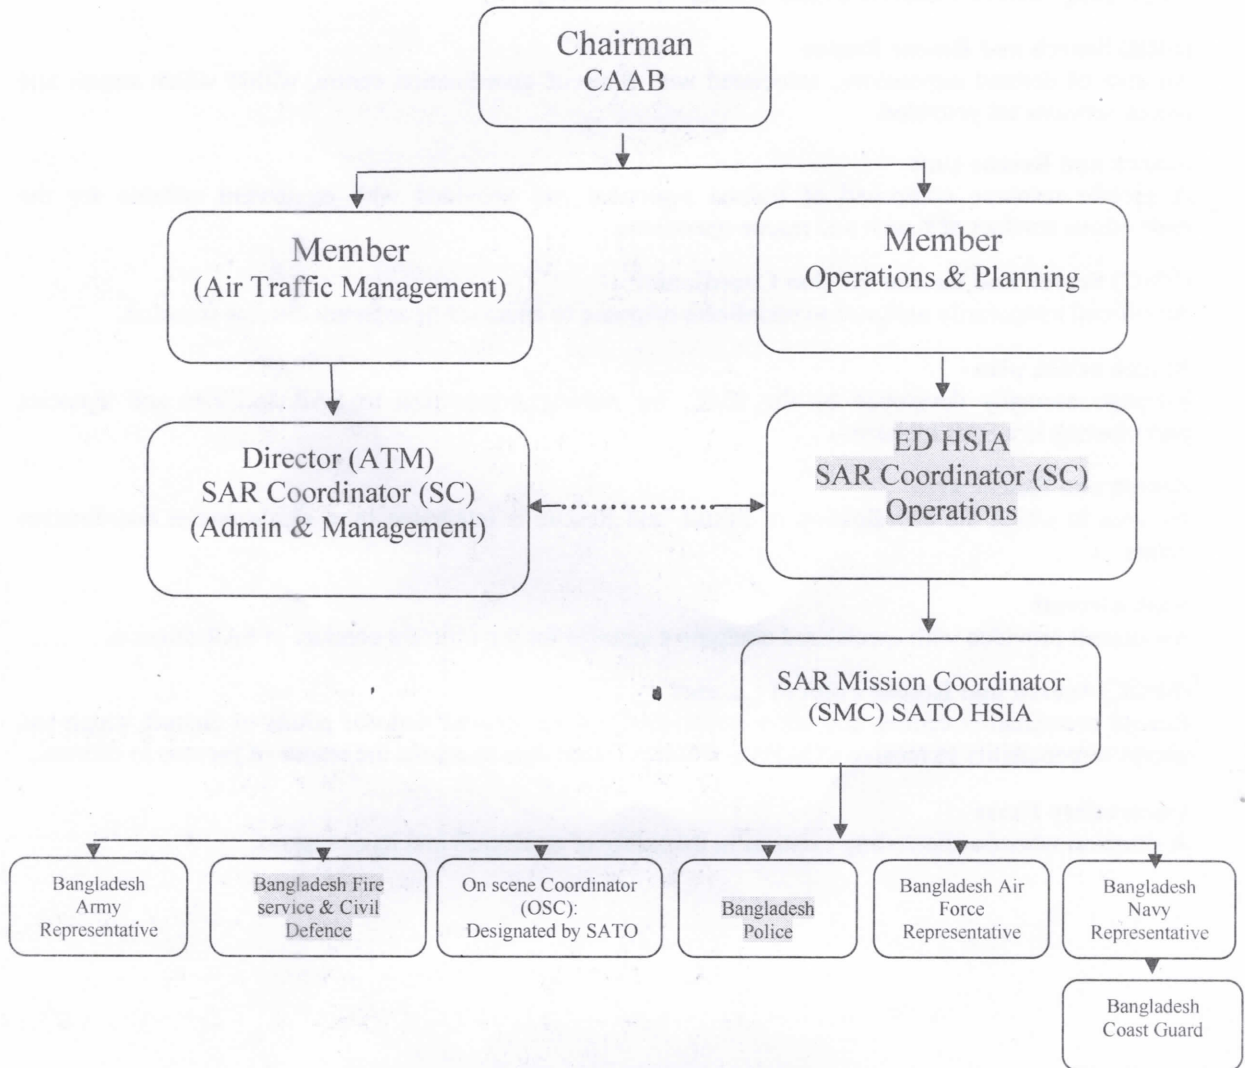 Chairman
CAAB
Member
(Air Traffic Management)
Member
Operations & Planning
Director (ATM)
SAR Coordinator (SC)
(Admin & Management)
ED HSIA
SAR Coordinator (SC)
Operations
SAR Mission Coordinator
(SMC) SATO HSIA
Bangladesh
Army
Representative
Bangladesh Fire
service & Civil
Defence
On scene Coordinator
(OSC):
Designated by SATO
Bangladesh
Police
Bangladesh Air
Force
Representative
Bangladesh
Navy
Representative
Bangladesh
Coast Guard